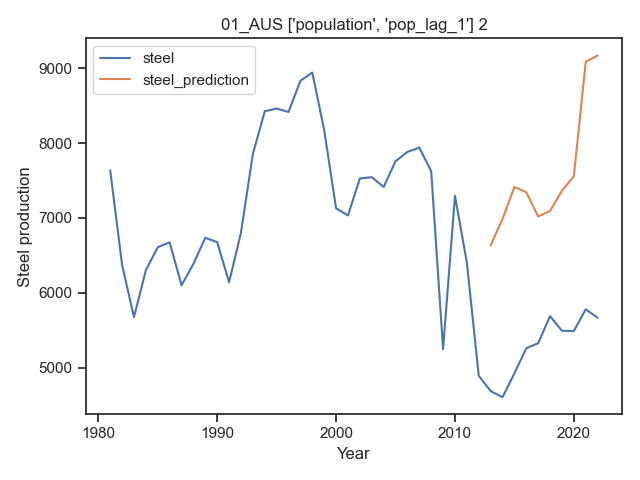 01_AUS ['population', 'pop_lag_1'] 2
steel
steel_prediction
9000
8000
7000
6000
5000
Steel production
1980
1990
2000
2010
2020
Year